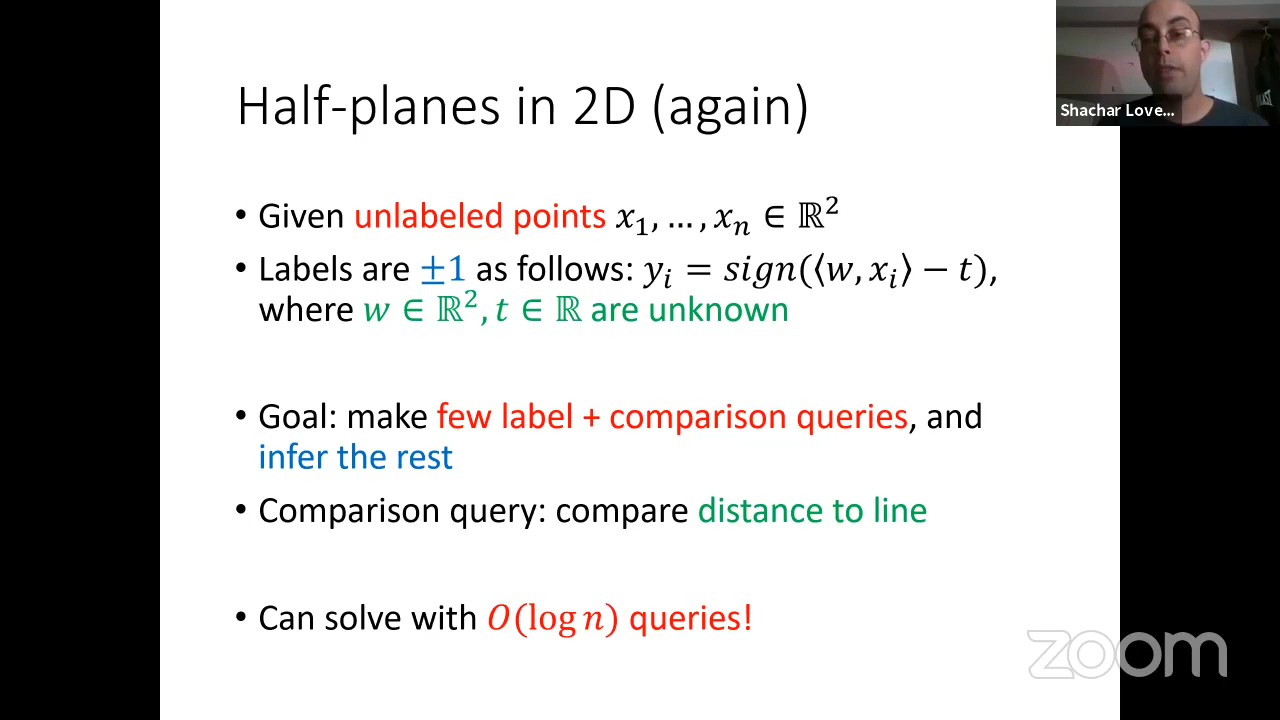 Shachar Love...
Half-planes in 2D (again)
• Given unlabeled points x₁, … , xₙ ∈ ℝ²
• Labels are ±1 as follows: yᵢ = sign(⟨w, xᵢ⟩ − t),
where w ∈ ℝ², t ∈ ℝ are unknown
• Goal: make few label + comparison queries, and
infer the rest
• Comparison query: compare distance to line
• Can solve with O(log n) queries!
zoom